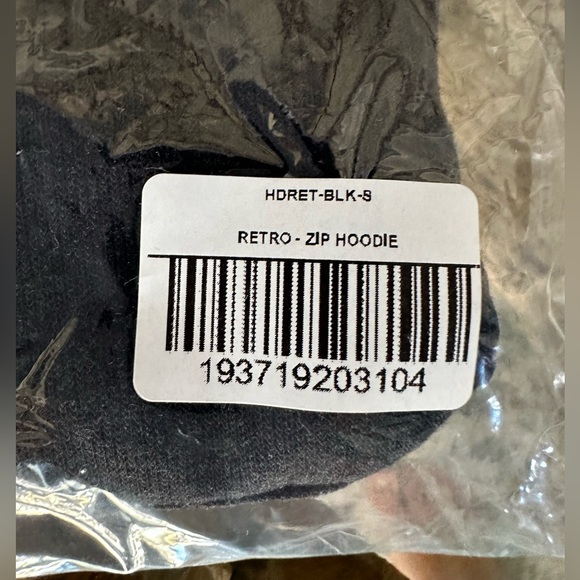 HDRET-BLK-S
RETRO - ZIP HOODIE
193719203104